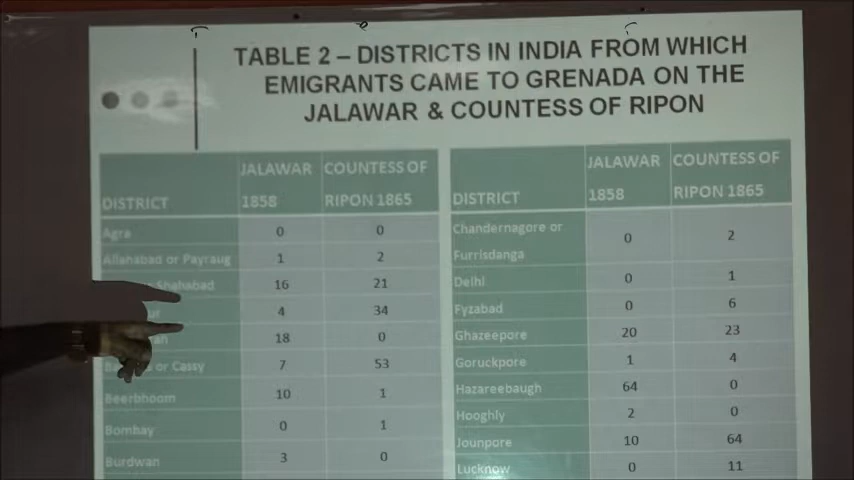 TABLE 2 – DISTRICTS IN INDIA FROM WHICH
EMIGRANTS CAME TO GRENADA ON THE
JALAWAR & COUNTESS OF RIPON
DISTRICT JALAWAR 1858 COUNTESS OF RIPON 1865
Agra 0 0
Allahabad or Payraug 1 2
Shahabad 16 21
4 34
18 0
or Cassy 7 53
Beerbhoom 10 1
Bombay 0 1
Burdwan 3 0
DISTRICT JALAWAR 1858 COUNTESS OF RIPON 1865
Chandernagore or Furrisdanga 0 2
Delhi 0 1
Fyzabad 0 6
Ghazeepore 20 23
Goruckpore 1 4
Hazareebaugh 64 0
Hooghly 2 0
Jounpore 10 64
Lucknow 0 11